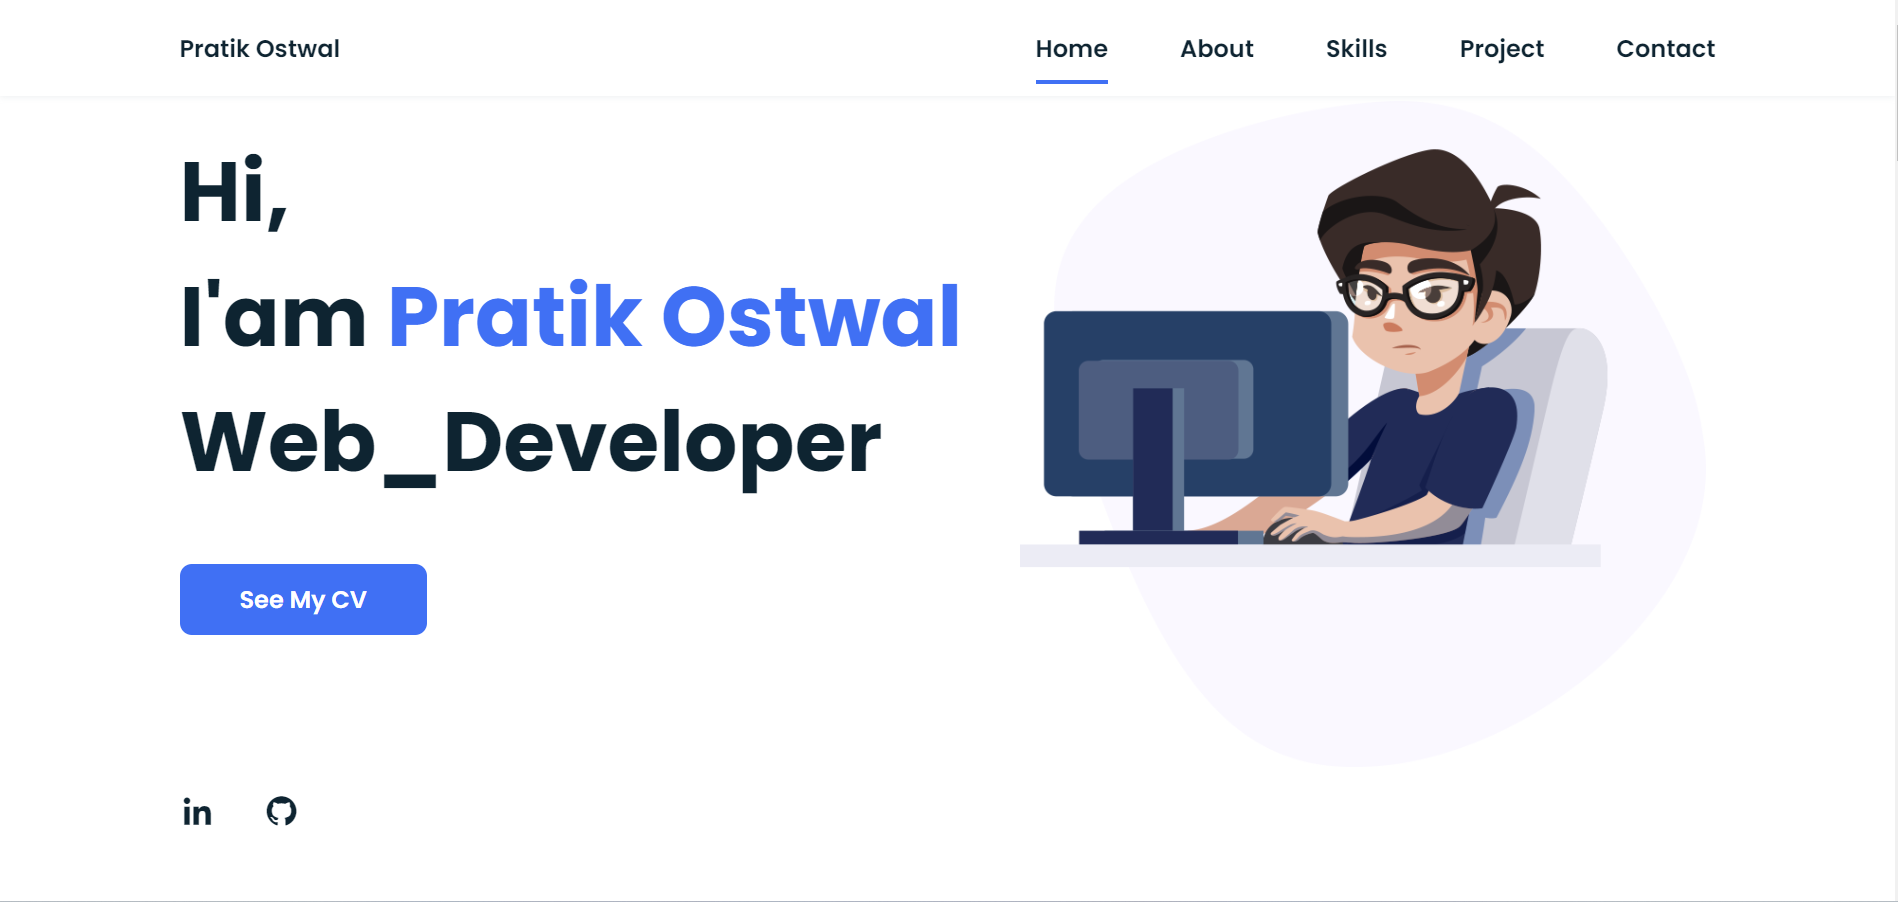 Pratik Ostwal
Home About Skills Project Contact
Hi,
I'am Pratik Ostwal
Web_Developer
See My CV
in